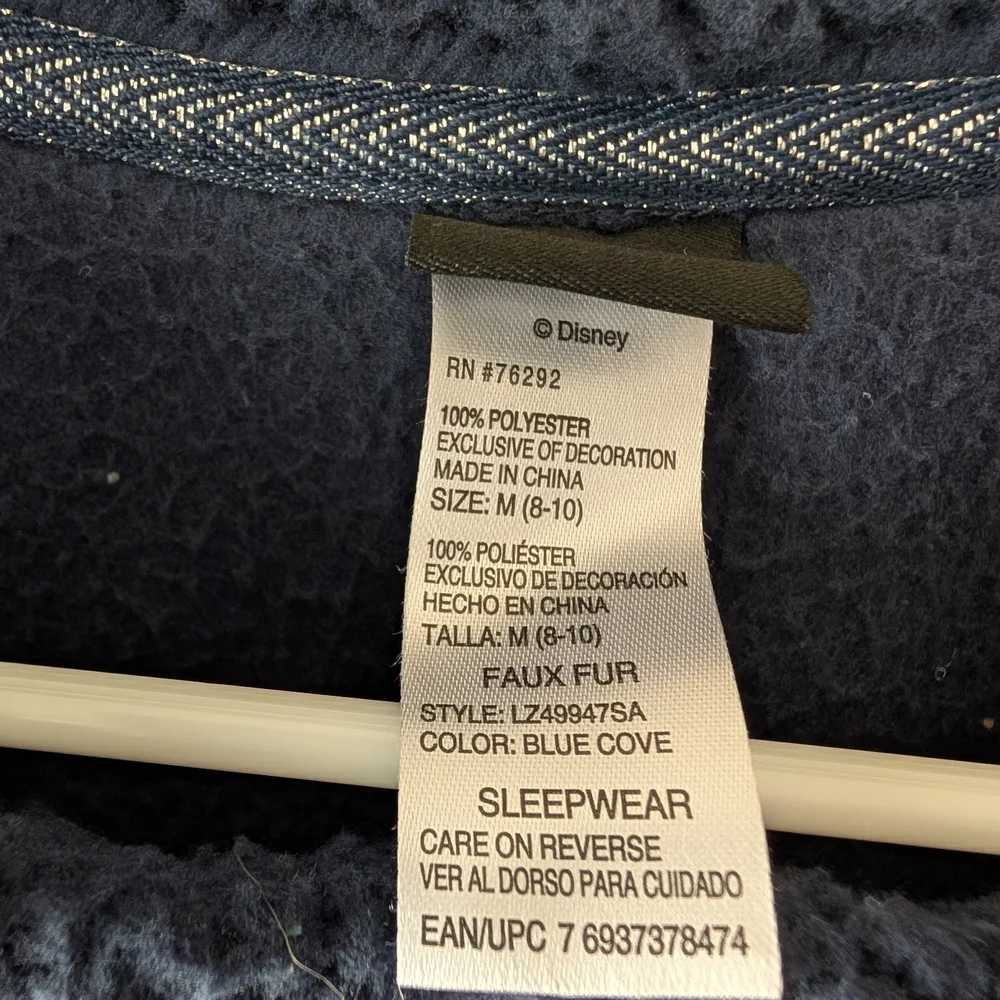 © Disney
RN #76292
100% POLYESTER
EXCLUSIVE OF DECORATION
MADE IN CHINA
SIZE: M (8-10)
100% POLIÉSTER
EXCLUSIVO DE DECORACIÓN
HECHO EN CHINA
TALLA: M (8-10)
FAUX FUR
STYLE: LZ49947SA
COLOR: BLUE COVE
SLEEPWEAR
CARE ON REVERSE
VER AL DORSO PARA CUIDADO
EAN/UPC 7 6937378474